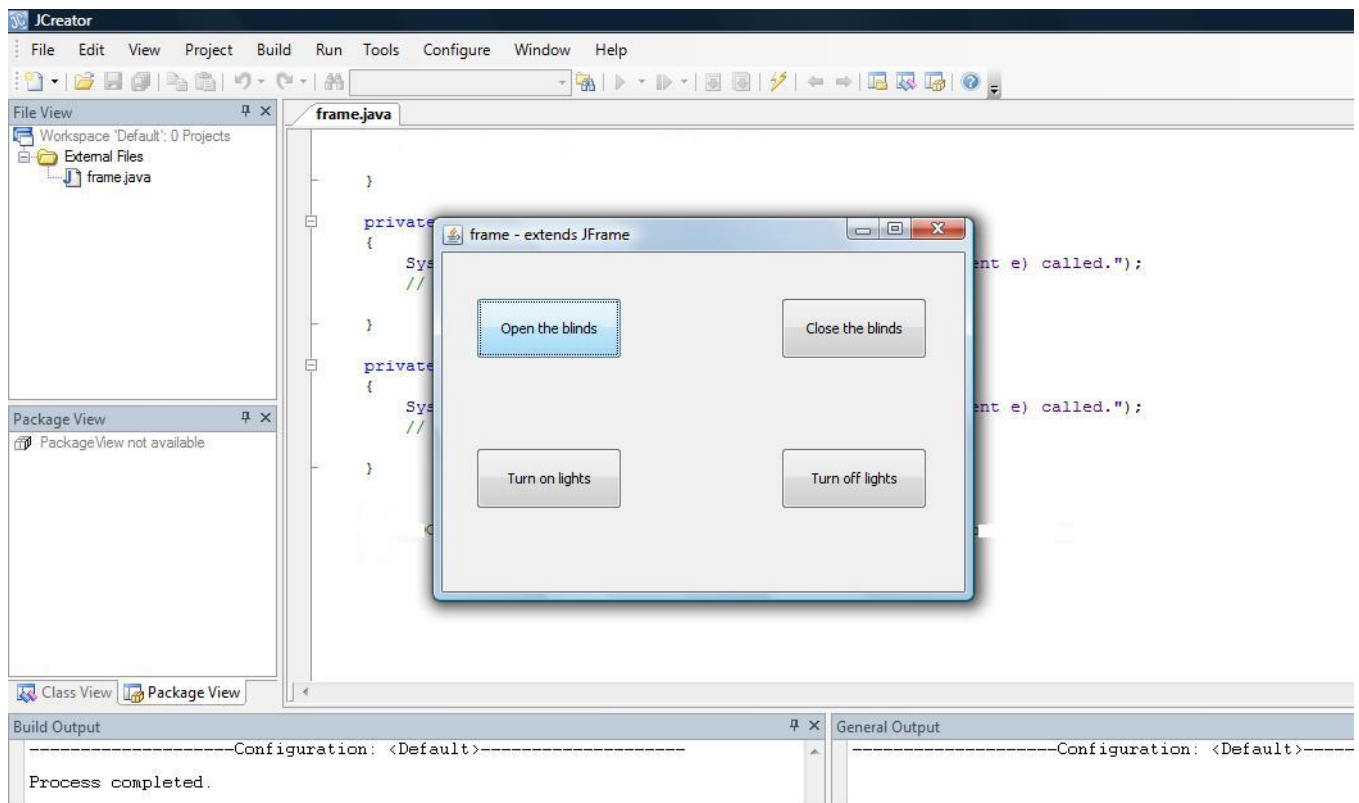 JCreator
File Edit View Project Build Run Tools Configure Window Help
File View
Workspace 'Default': 0 Projects
External Files
frame.java
Package View
PackageView not available
Class View Package View
frame.java
}
private
{
Sys
ent e) called.");
//
}
private
{
Sys
ent e) called.");
//
}
frame - extends JFrame
Open the blinds Close the blinds
Turn on lights Turn off lights
Build Output
--------------------Configuration: <Default>--------------------
Process completed.
General Output
--------------------Configuration: <Default>-----